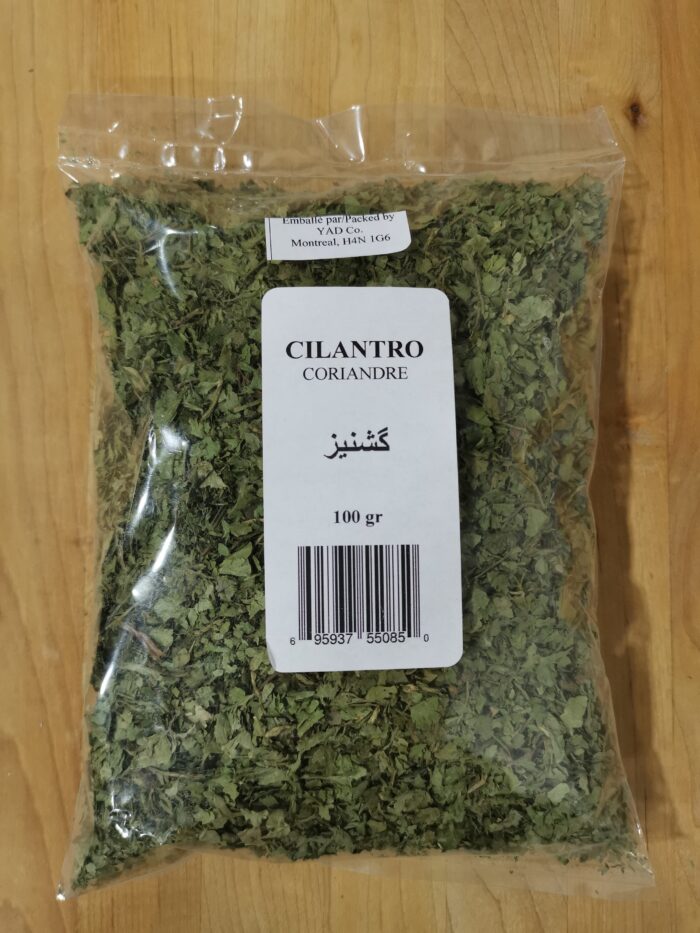 Emballé par/Packed by
YAD Co.
Montreal, H4N 1G6
CILANTRO
CORIANDRE
گشنیز
100 gr
6 95937 55085 0